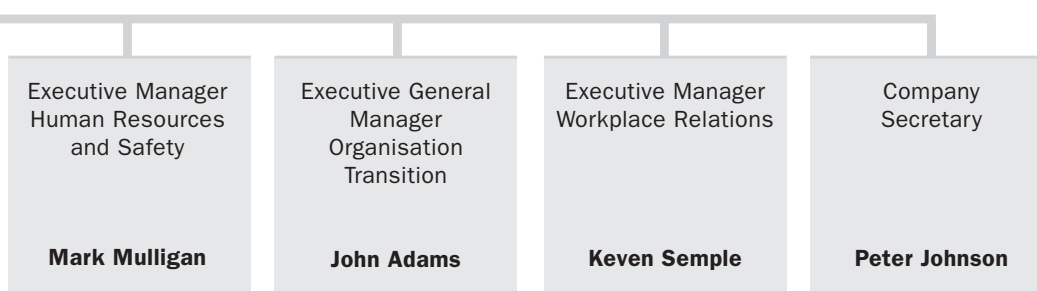 Executive Manager
Human Resources
and Safety
Mark Mulligan
Executive General
Manager
Organisation
Transition
John Adams
Executive Manager
Workplace Relations
Keven Semple
Company
Secretary
Peter Johnson